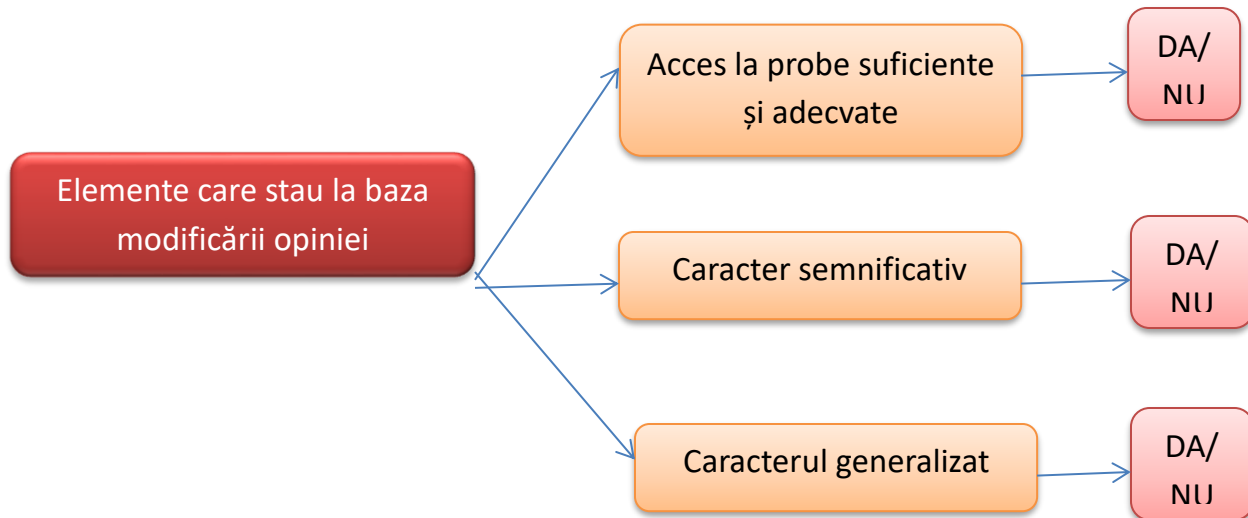 Acces la probe suficiente
și adecvate
DA/
NU
Elemente care stau la baza
modificării opiniei
Caracter semnificativ
DA/
NU
Caracterul generalizat
DA/
NU